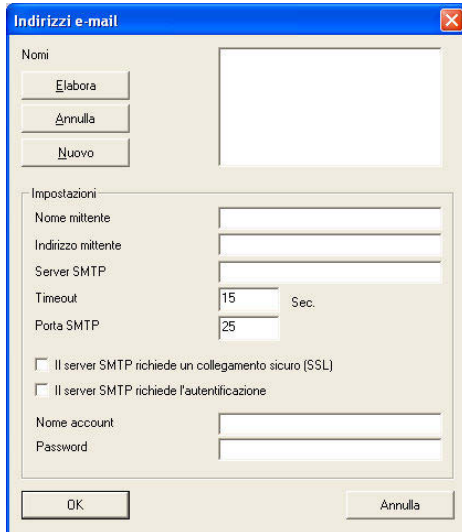 Indirizzi e-mail
Nomi
Elabora
Annulla
Nuovo
Impostazioni
Nome mittente
Indirizzo mittente
Server SMTP
Timeout 15 Sec.
Porta SMTP 25
Il server SMTP richiede un collegamento sicuro (SSL)
Il server SMTP richiede l'autentificazione
Nome account
Password
OK Annulla